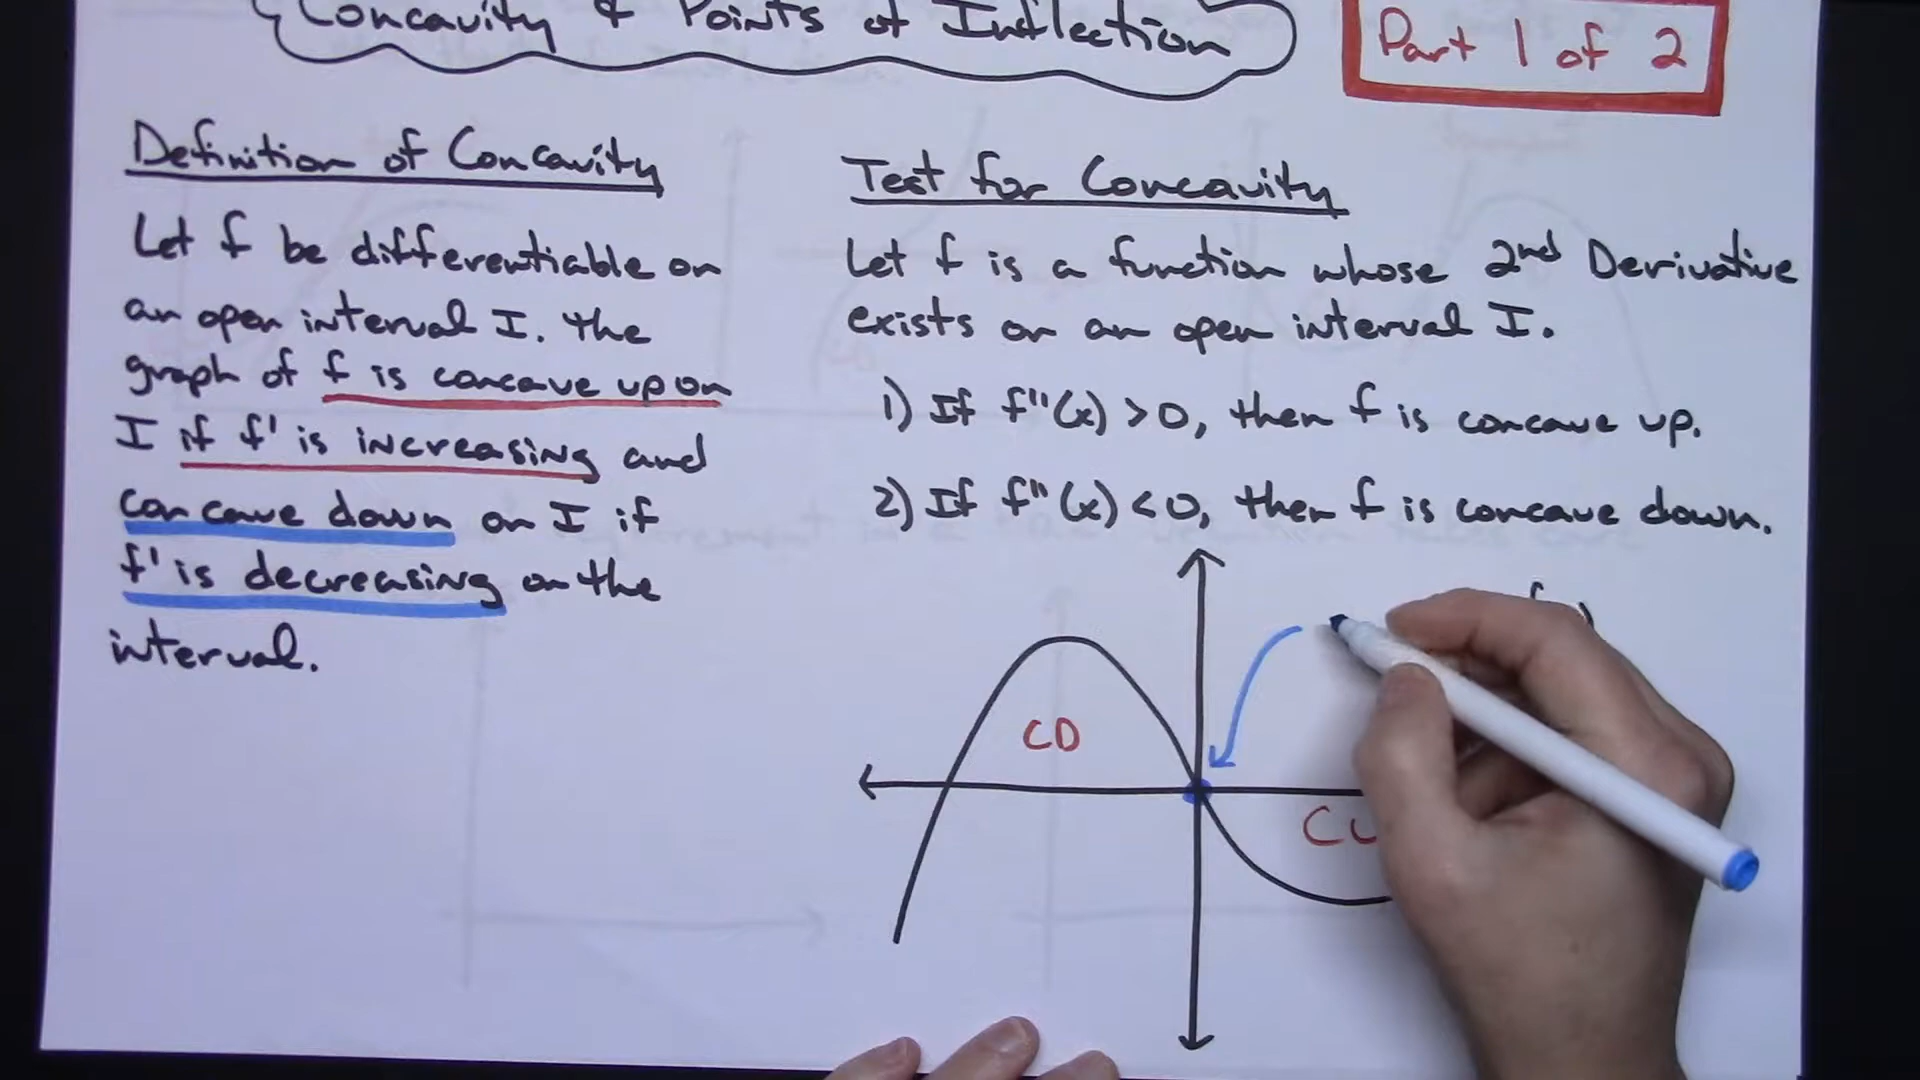 Concavity & Points of Inflection
Part 1 of 2
Definition of Concavity
Let f be differentiable on
an open interval I. The
graph of f is concave up on
I if f' is increasing and
concave down on I if
f' is decreasing on the
interval.
Test for Concavity
Let f is a function whose 2nd Derivative
exists on an open interval I.
1) If f"(x) > 0, then f is concave up.
2) If f"(x) < 0, then f is concave down.
CD